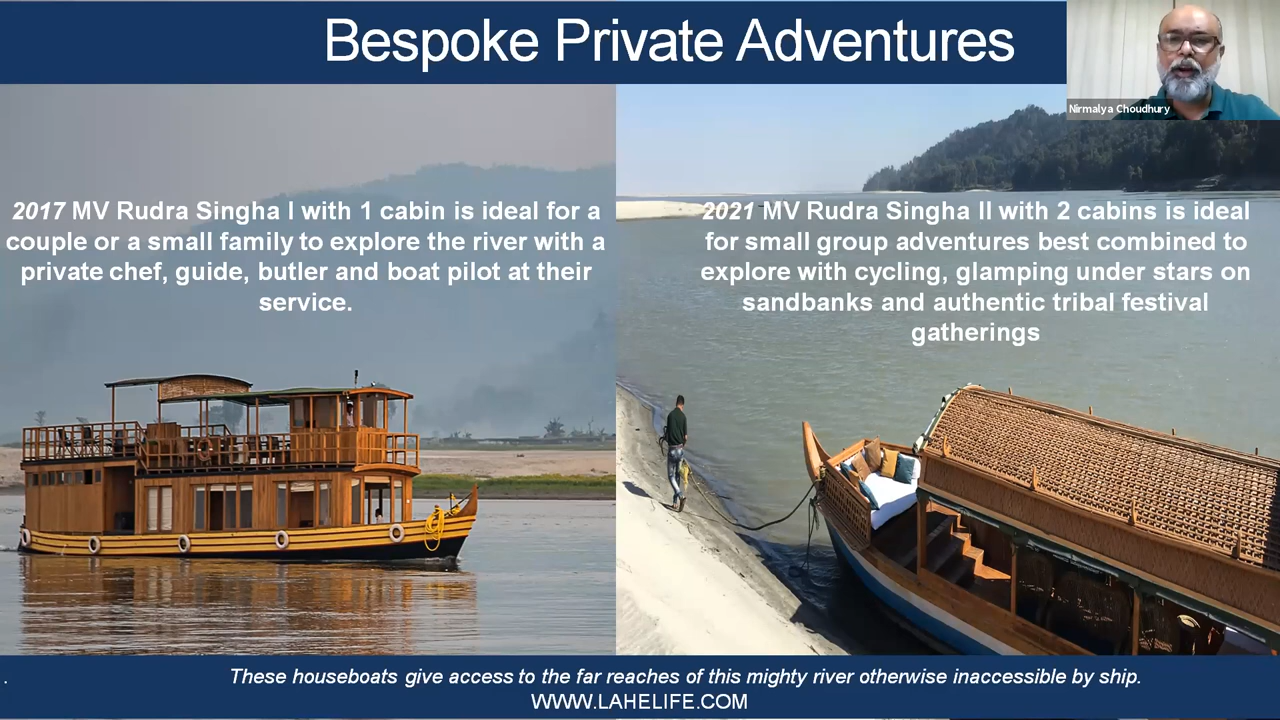 Bespoke Private Adventures
Nirmalya Choudhury
2017 MV Rudra Singha I with 1 cabin is ideal for a
couple or a small family to explore the river with a
private chef, guide, butler and boat pilot at their
service.
2021 MV Rudra Singha II with 2 cabins is ideal
for small group adventures best combined to
explore with cycling, glamping under stars on
sandbanks and authentic tribal festival
gatherings
. These houseboats give access to the far reaches of this mighty river otherwise inaccessible by ship.
WWW.LAHELIFE.COM